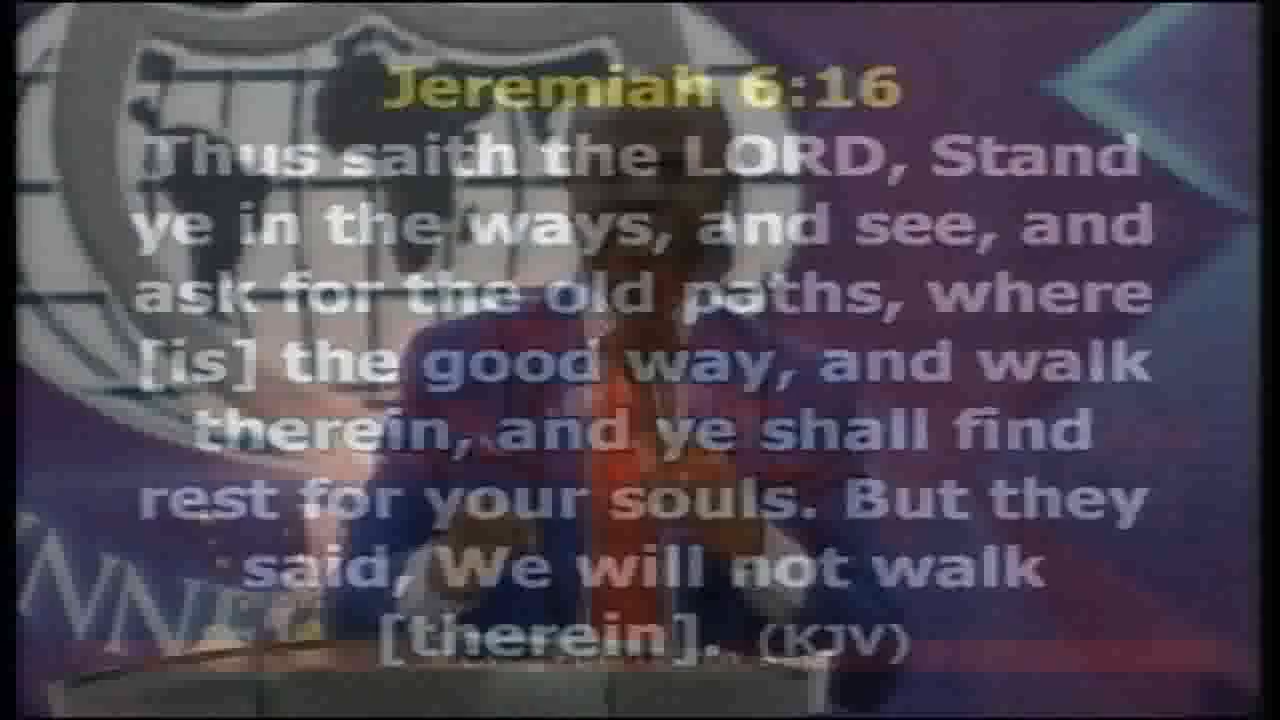 Jeremiah 6:16
Thus saith the LORD, Stand
ye in the ways, and see, and
ask for the old paths, where
[is] the good way, and walk
therein, and ye shall find
rest for your souls. But they
said, We will not walk
[therein]. (KJV)